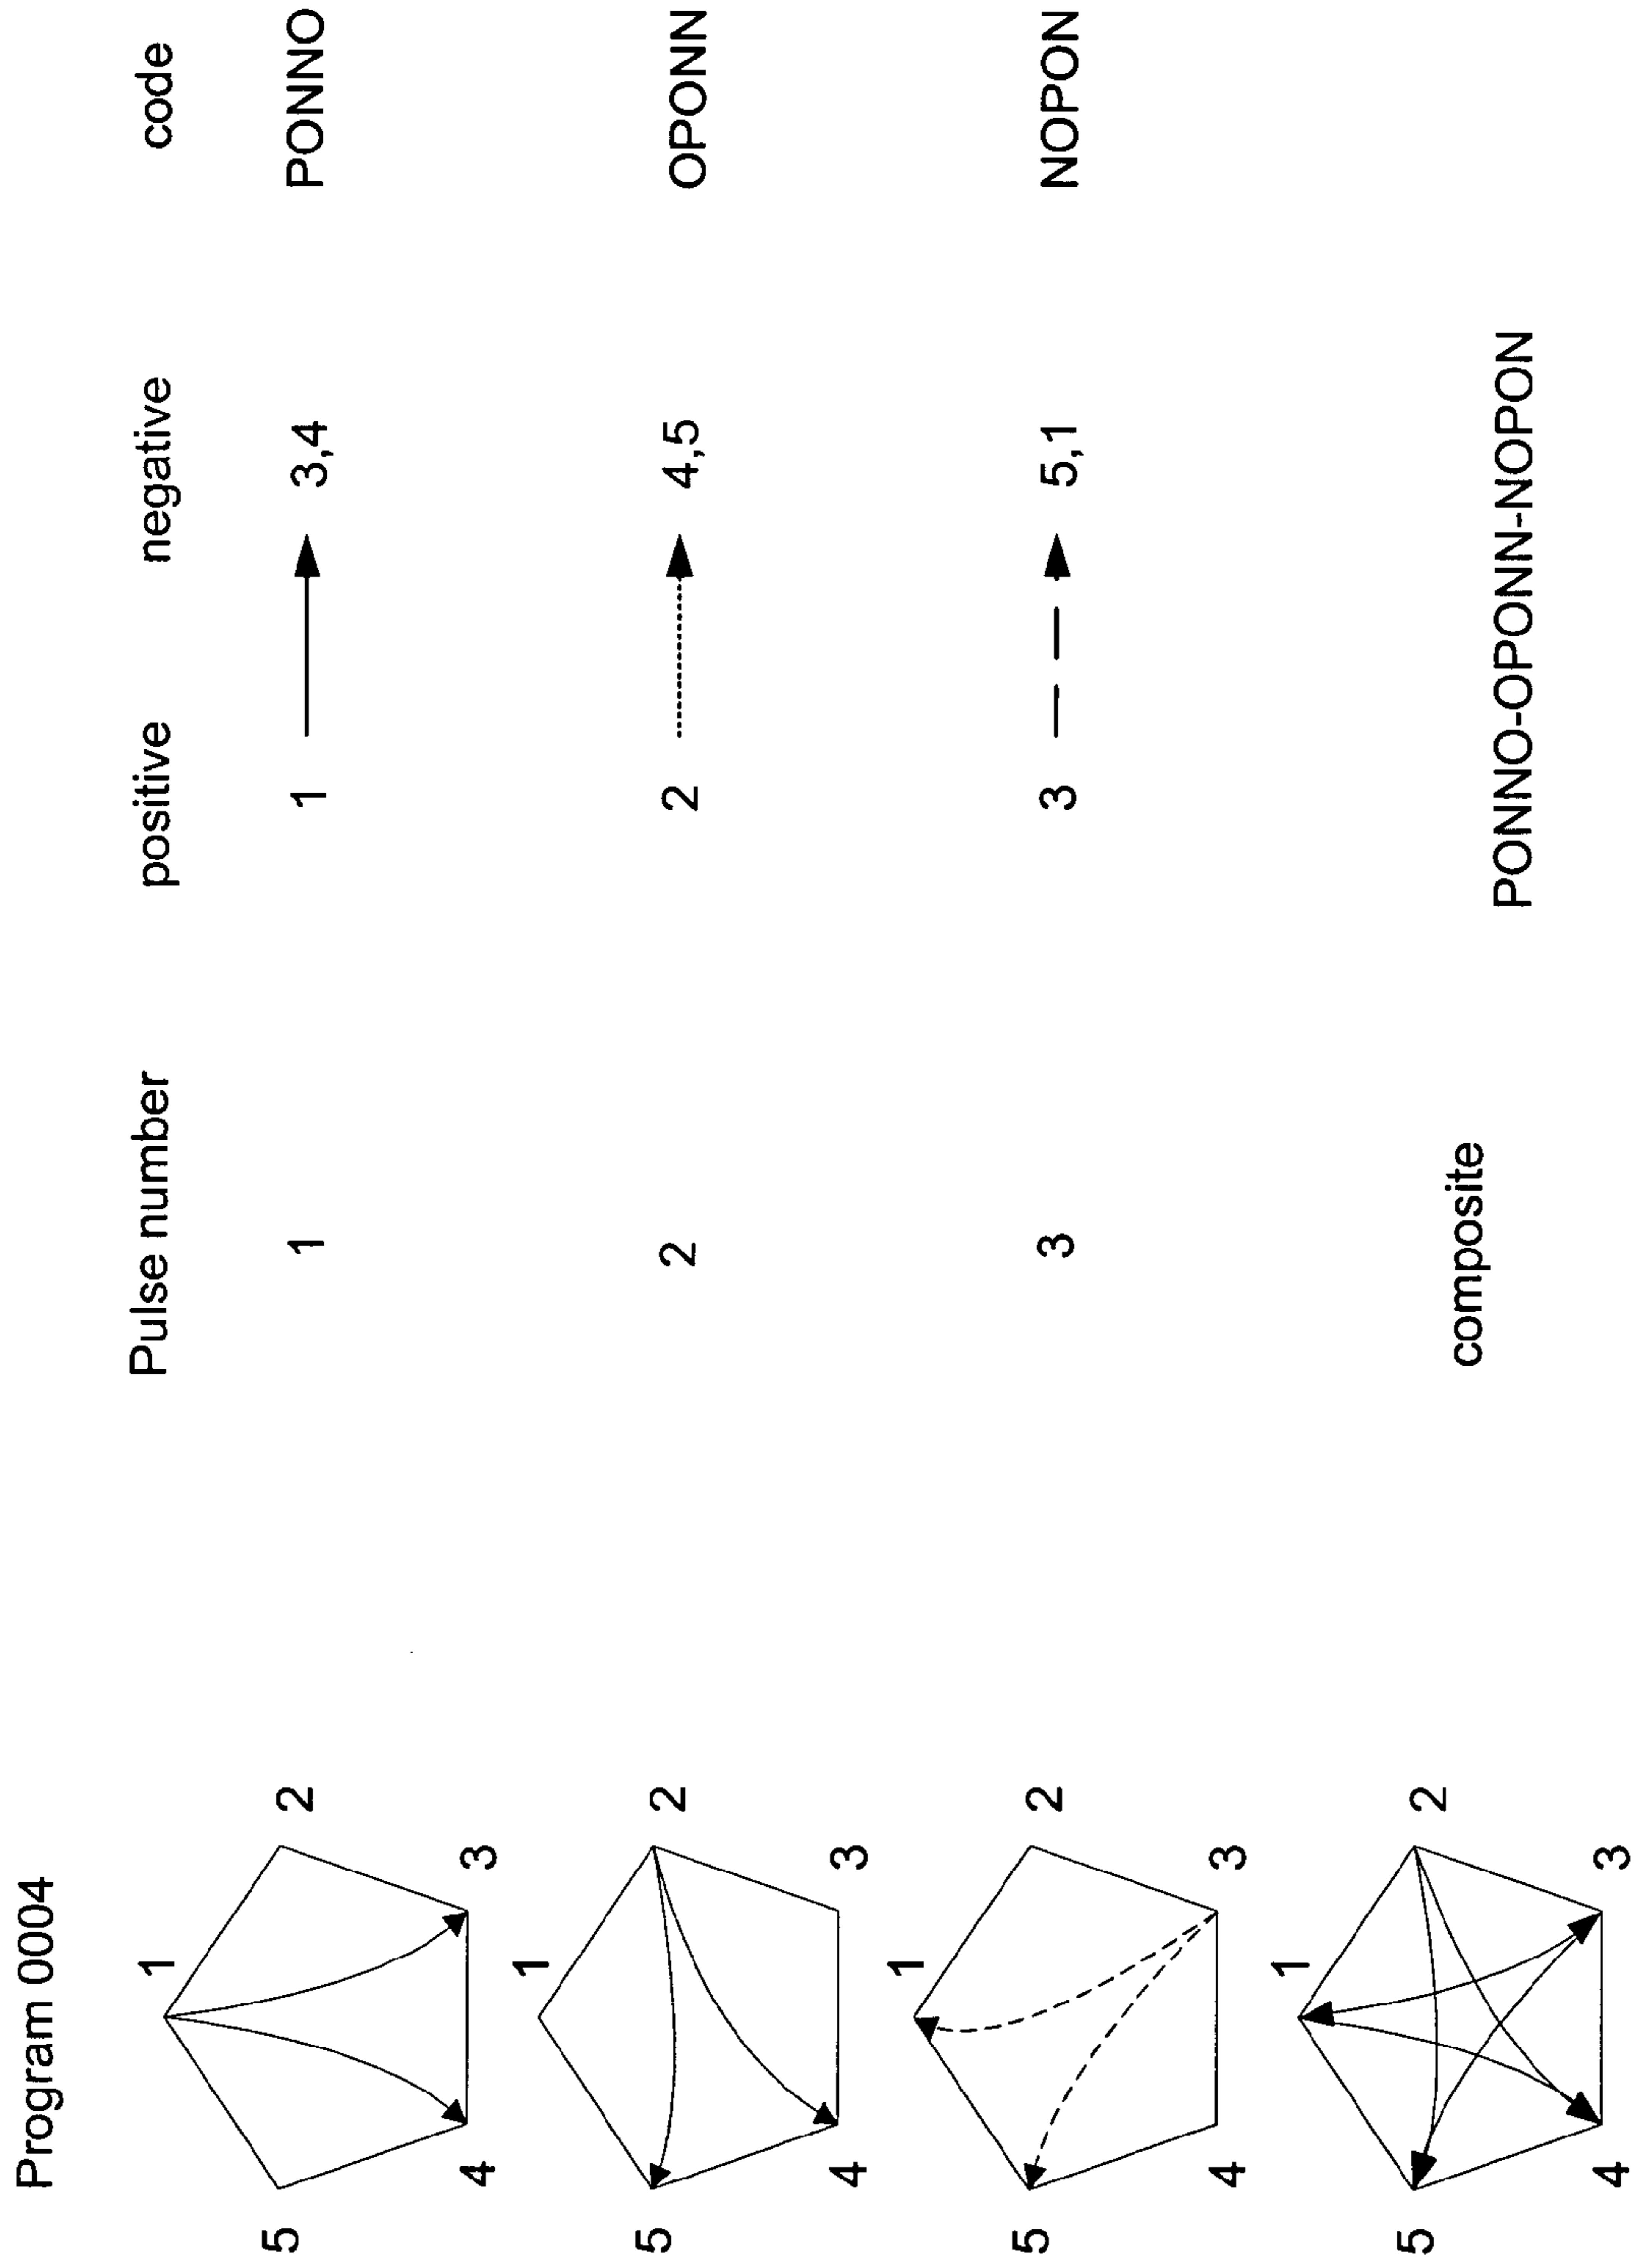 Program 0004
Pulse number positive negative code
1
5 2
4 3
1 1 3,4 PONNO
1
5 2
4 3
2 2 4,5 OPONN
1
5 2
4 3
3 3 5,1 NOPON
1
5 2
4 3
composite
PONNO-OPONN-NOPON